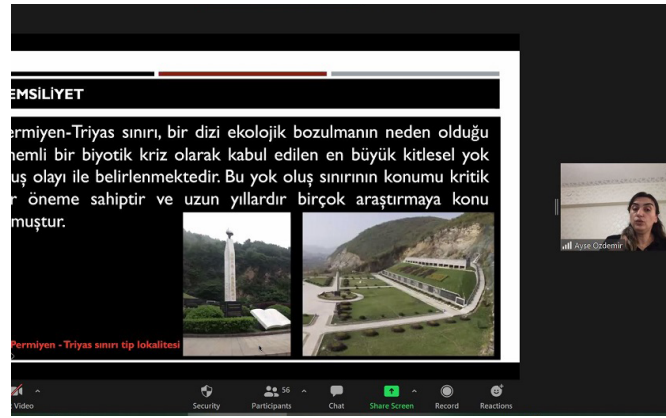 EMSİLİYET
ermiyen-Triyas sınırı, bir dizi ekolojik bozulmanın neden olduğu
nemli bir biyotik kriz olarak kabul edilen en büyük kitlesel yok
uş olayı ile belirlenmektedir. Bu yok oluş sınırının konumu kritik
r öneme sahiptir ve uzun yıllardır birçok araştırmaya konu
muştur.
Permiyen - Triyas sınırı tip lokalitesi
Ayse Ozdemir
Video
Security
56
Participants
Chat
Share Screen
Record
Reactions